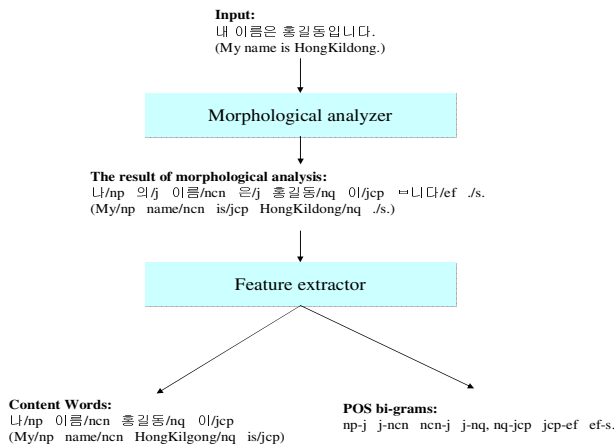 Input:
내 이름은 홍길동입니다.
(My name is HongKildong.)
Morphological analyzer
The result of morphological analysis:
나/np 의/j 이름/ncn 은/j 홍길동/nq 이/jcp ㅂ니다/ef ./s.
(My/np name/ncn is/jcp HongKildong/nq ./s.)
Feature extractor
Content Words:
나/np 이름/ncn 홍길동/nq 이/jcp
(My/np name/ncn HongKilgong/nq is/jcp)
POS bi-grams:
np-j j-ncn ncn-j j-nq, nq-jcp jcp-ef ef-s.